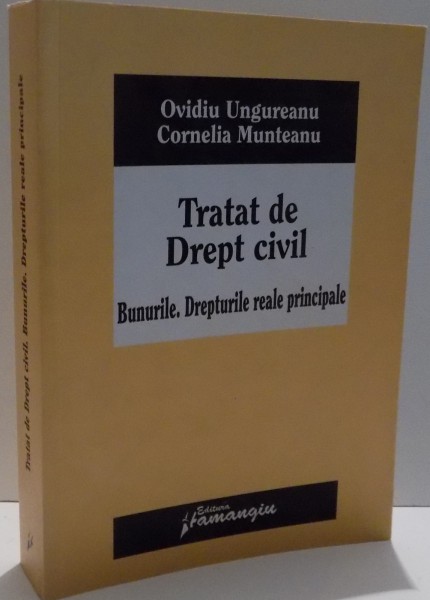 Ovidiu Ungureanu
Cornelia Munteanu
Tratat de
Drept civil
Bunurile. Drepturile reale principale
Editura
Hamangiu
Tratat de Drept civil. Bunurile. Drepturile reale principale